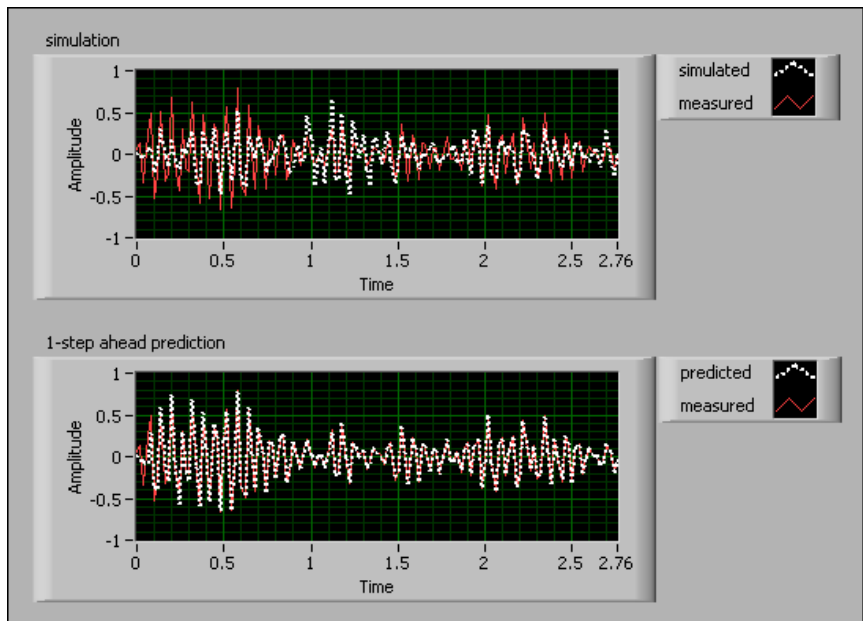 simulation
simulated
measured
Amplitude
1
0.5
0
-0.5
-1
0 0.5 1 1.5 2 2.5 2.76
Time
1-step ahead prediction
predicted
measured
Amplitude
1
0.5
0
-0.5
-1
0 0.5 1 1.5 2 2.5 2.76
Time